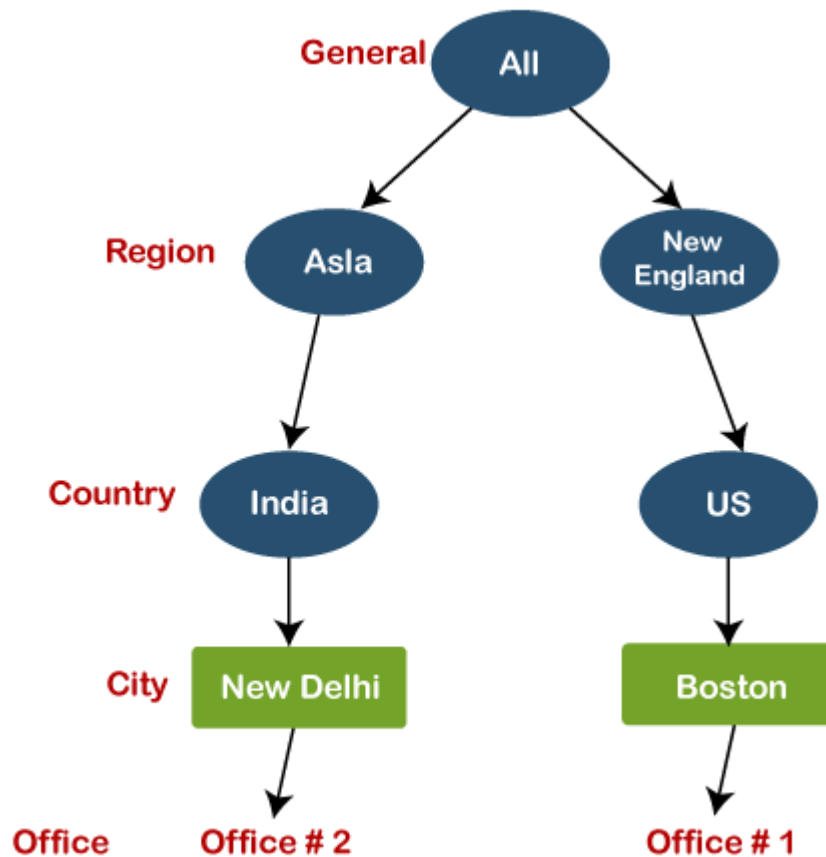 General
All
Region
Asla
New
England
Country
India
US
City
New Delhi
Boston
Office
Office # 2
Office # 1